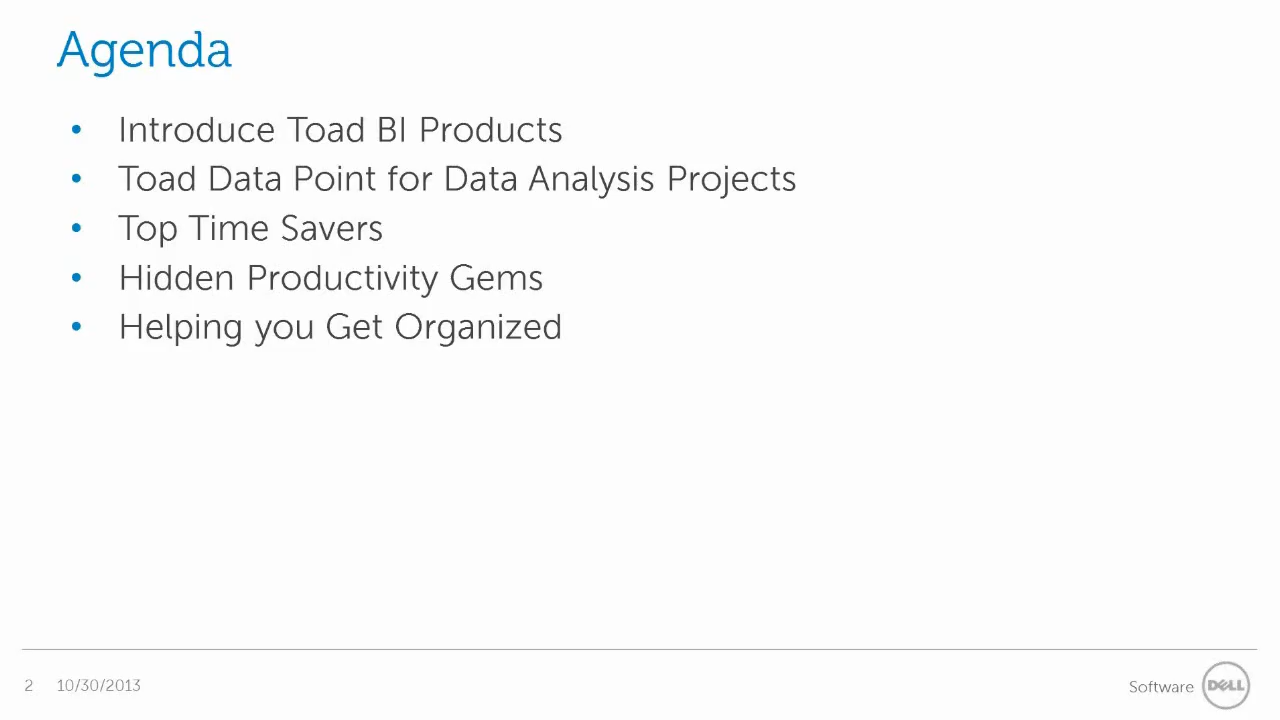 Agenda
• Introduce Toad BI Products
• Toad Data Point for Data Analysis Projects
• Top Time Savers
• Hidden Productivity Gems
• Helping you Get Organized
2 10/30/2013
Software DELL